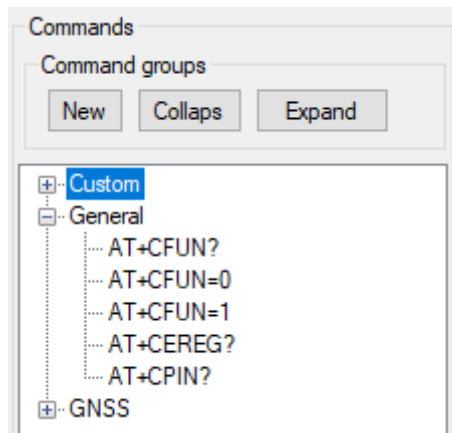 Commands
Command groups
New Collaps Expand
Custom
General
AT+CFUN?
AT+CFUN=0
AT+CFUN=1
AT+CEREG?
AT+CPIN?
GNSS